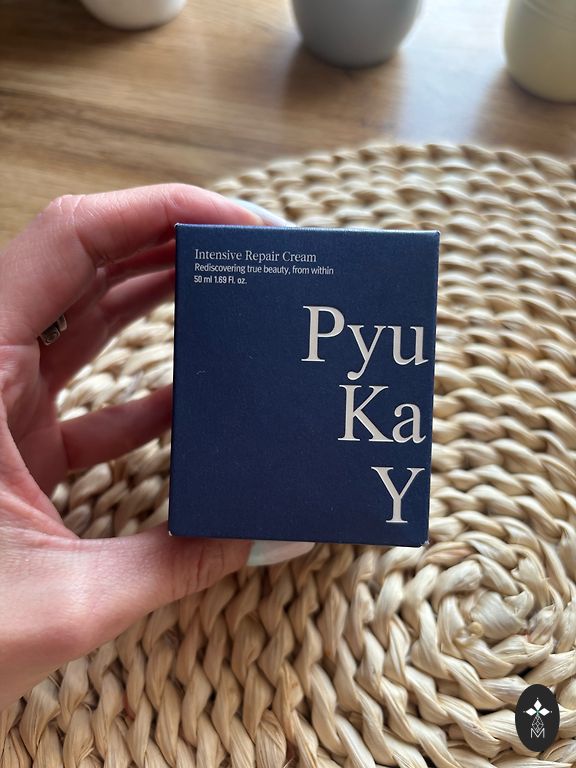 Intensive Repair Cream
Rediscovering true beauty, from within
50 ml 1.69 Fl. oz.
Pyu
Ka
Y